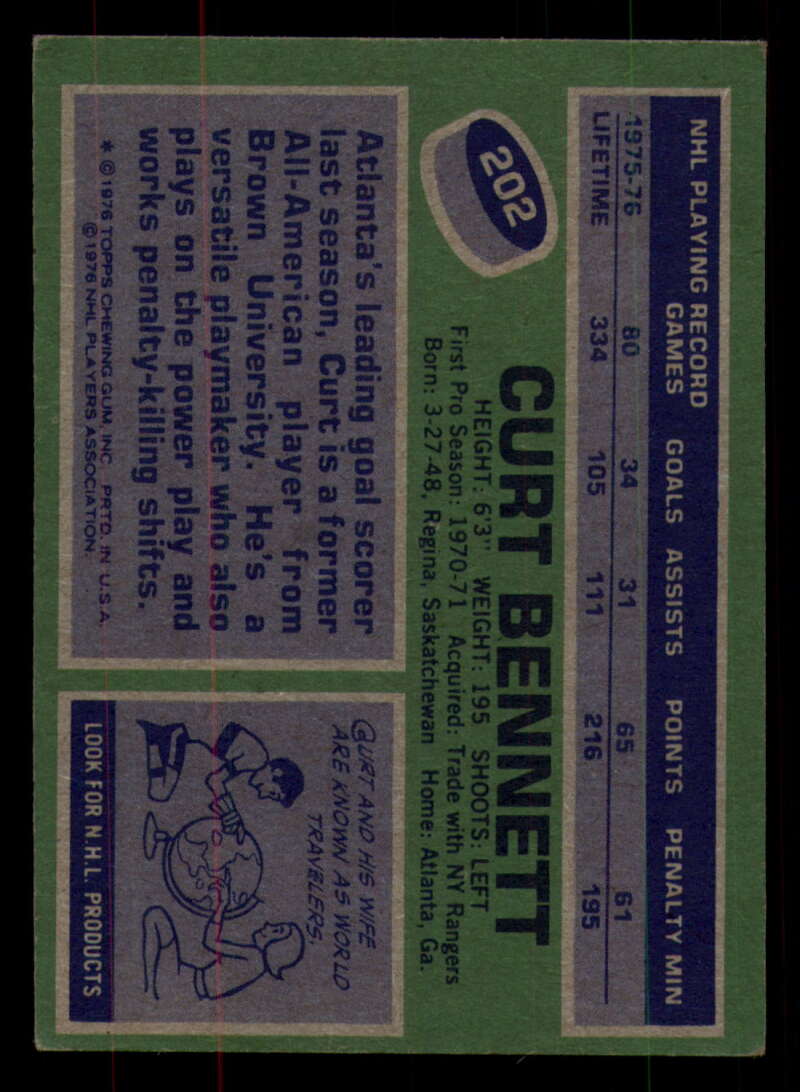 NHL PLAYING RECORD
GAMES GOALS ASSISTS POINTS PENALTY MIN
1975-76 80 34 31 65 61
LIFETIME 334 105 111 216 195
202
CURT BENNETT
HEIGHT: 6'3" WEIGHT: 195 SHOOTS: LEFT
First Pro Season: 1970-71 Acquired: Trade with NY Rangers
Born: 3-27-48, Regina, Saskatchewan Home: Atlanta, Ga.
Atlanta's leading goal scorer
last season, Curt is a former
All-American player from
Brown University. He's a
versatile playmaker who also
plays on the power play and
works penalty-killing shifts.
* ©1976 TOPPS CHEWING GUM, INC. PRTD. IN U.S.A.
©1976 NHL PLAYERS ASSOCIATION.
CURT AND HIS WIFE
ARE KNOWN AS WORLD
TRAVELERS.
LOOK FOR N.H.L. PRODUCTS